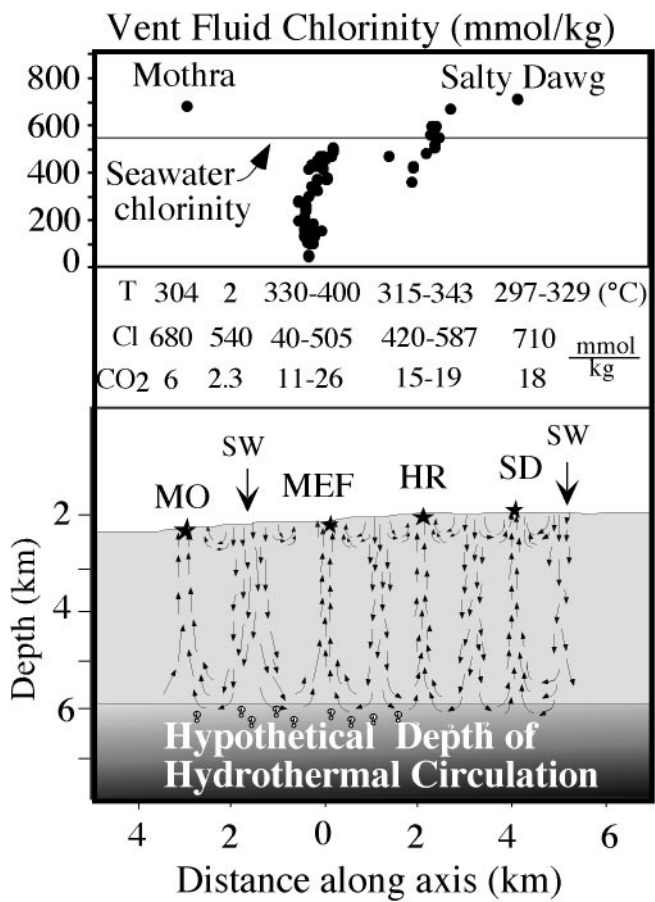 Vent Fluid Chlorinity (mmol/kg)
800
600
400
200
0
Mothra
Salty Dawg
Seawater
chlorinity
T 304 2 330-400 315-343 297-329 (°C)
Cl 680 540 40-505 420-587 710 mmol
kg
CO2 6 2.3 11-26 15-19 18
SW
SW
MO
MEF
HR
SD
2
4
6
Depth (km)
Hypothetical Depth of
Hydrothermal Circulation
4 2 0 2 4 6
Distance along axis (km)